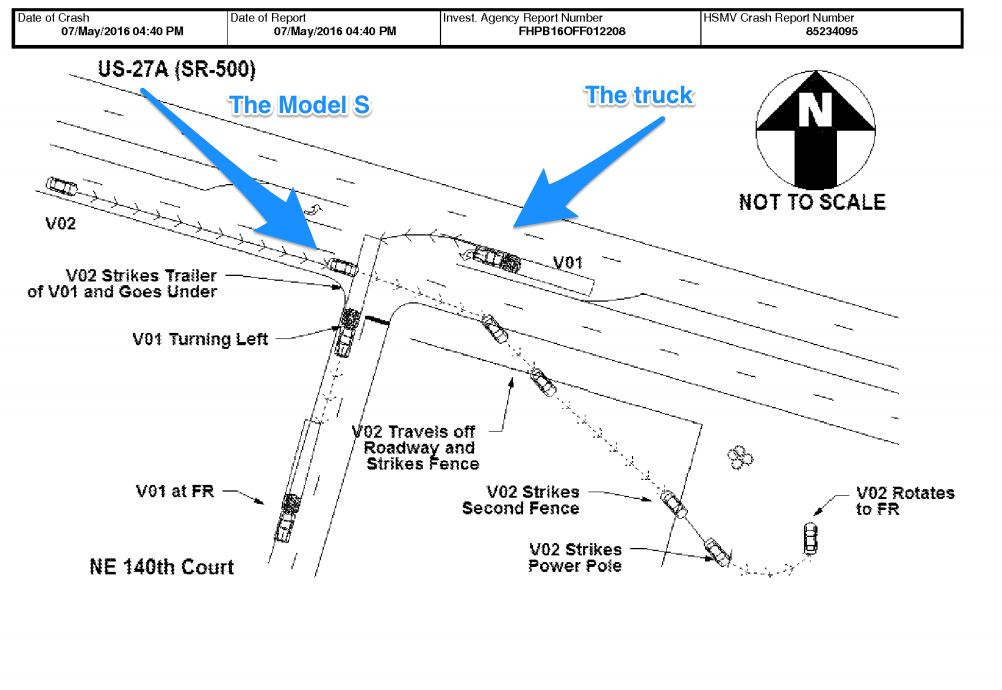 Date of Crash
07/May/2016 04:40 PM
Date of Report
07/May/2016 04:40 PM
Invest. Agency Report Number
FHPB16OFF012208
HSMV Crash Report Number
85234095
US-27A (SR-500)
The Model S
The truck
N
NOT TO SCALE
V02
V01
V02 Strikes Trailer
of V01 and Goes Under
V01 Turning Left
V02 Travels off
Roadway and
Strikes Fence
V01 at FR
V02 Strikes
Second Fence
V02 Rotates
to FR
V02 Strikes
Power Pole
NE 140th Court